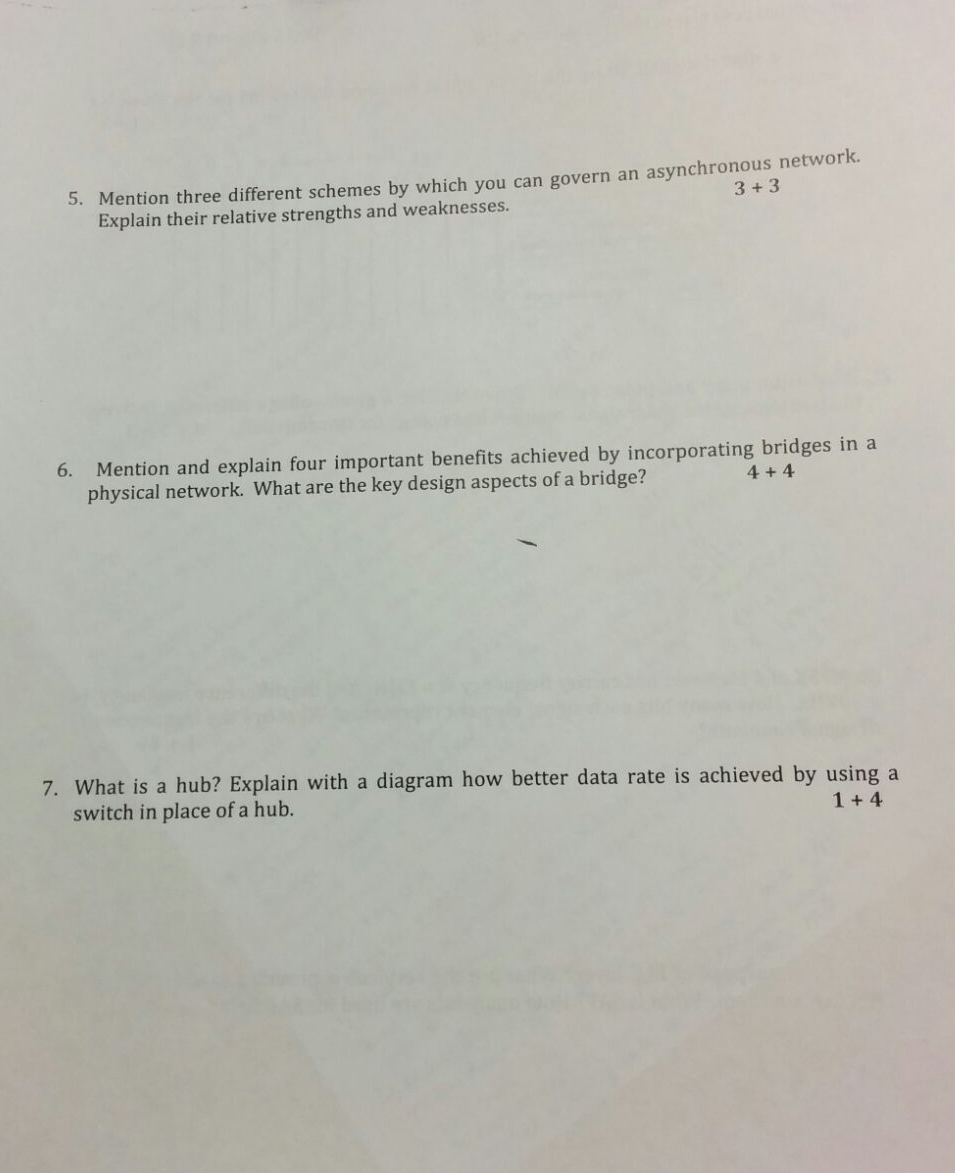 5. Mention three different schemes by which you can govern an asynchronous network.
Explain their relative strengths and weaknesses. 3 + 3
6. Mention and explain four important benefits achieved by incorporating bridges in a
physical network. What are the key design aspects of a bridge? 4 + 4
7. What is a hub? Explain with a diagram how better data rate is achieved by using a
switch in place of a hub. 1 + 4